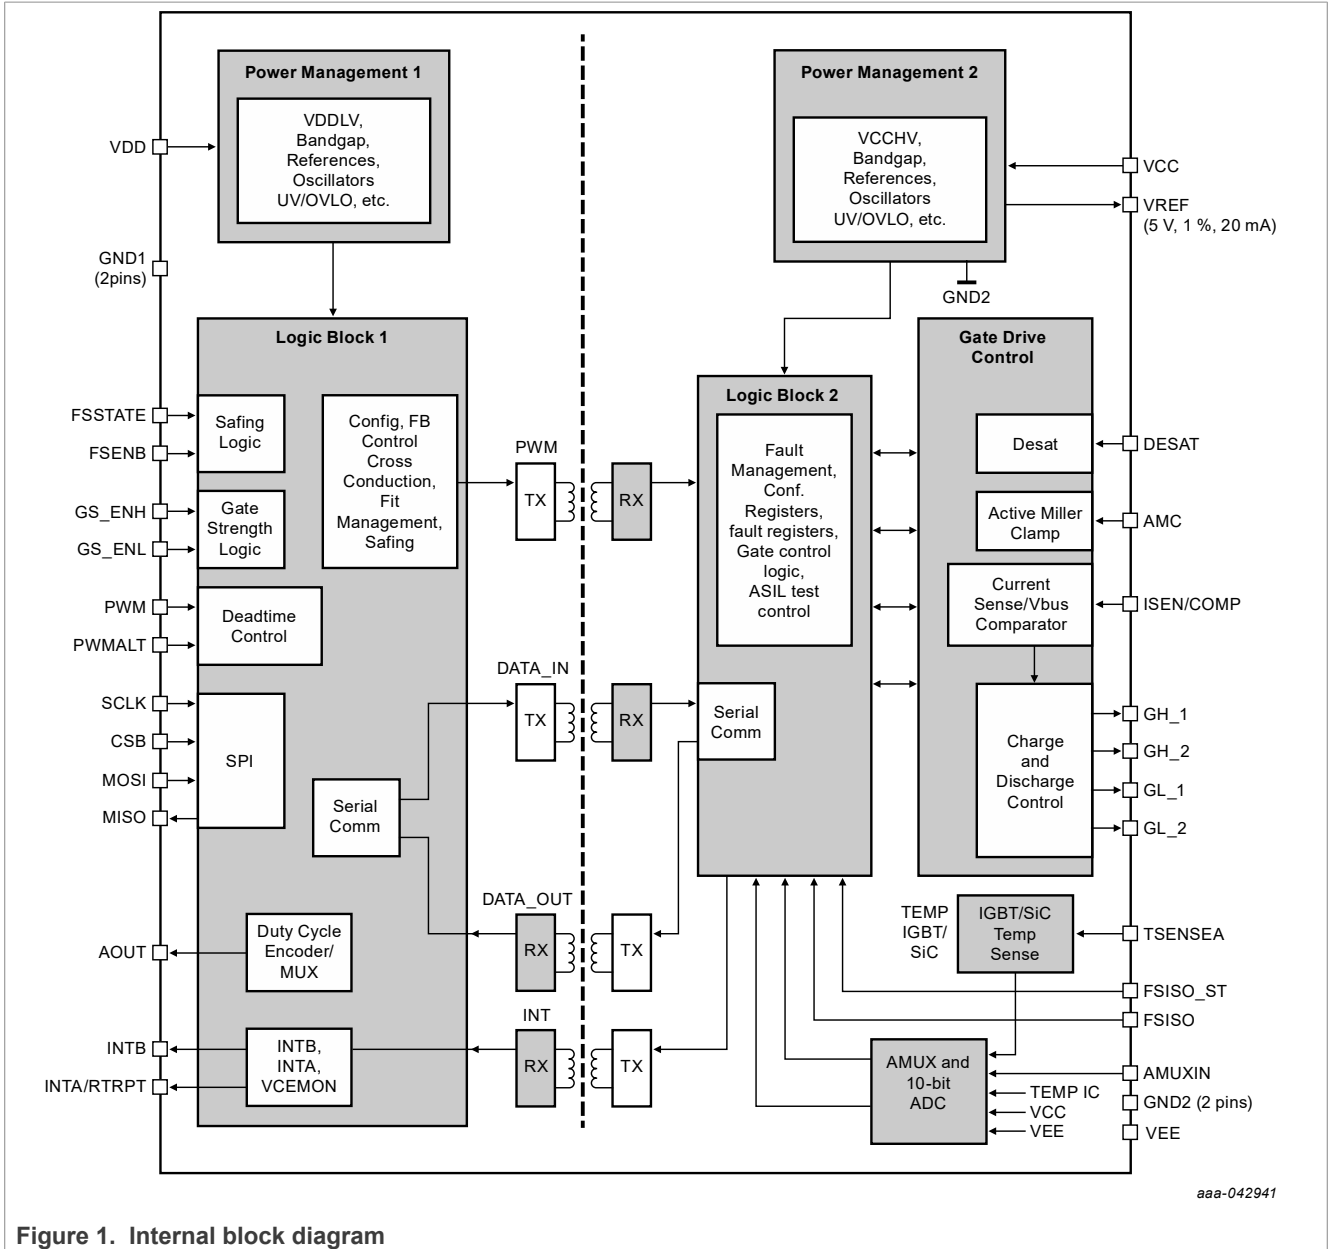 Power Management 1
VDDLV,
Bandgap,
References,
Oscillators
UV/OVLO, etc.
VDD
GND1
(2pins)
Power Management 2
VCCHV,
Bandgap,
References,
Oscillators
UV/OVLO, etc.
VCC
VREF
(5 V, 1 %, 20 mA)
GND2
Logic Block 1
FSSTATE
FSENB
Safing
Logic
GS_ENH
GS_ENL
Gate
Strength
Logic
Config, FB
Control
Cross
Conduction,
Fit
Management,
Safing
PWM
PWMALT
Deadtime
Control
SCLK
CSB
MOSI
MISO
SPI
Serial
Comm
AOUT
Duty Cycle
Encoder/
MUX
INTB
INTA/RTRPT
INTB,
INTA,
VCEMON
PWM
TX
RX
DATA_IN
TX
RX
DATA_OUT
RX
TX
INT
RX
TX
Logic Block 2
Fault
Management,
Conf.
Registers,
fault registers,
Gate control
logic,
ASIL test
control
Serial
Comm
Gate Drive
Control
Desat
DESAT
Active Miller
Clamp
AMC
Current
Sense/Vbus
Comparator
ISEN/COMP
Charge
and
Discharge
Control
GH_1
GH_2
GL_1
GL_2
TEMP
IGBT/
SiC
IGBT/SiC
Temp
Sense
TSENSEA
FSISO_ST
FSISO
AMUX and
10-bit
ADC
AMUXIN
TEMP IC
VCC
VEE
GND2 (2 pins)
VEE
aaa-042941
Figure 1. Internal block diagram